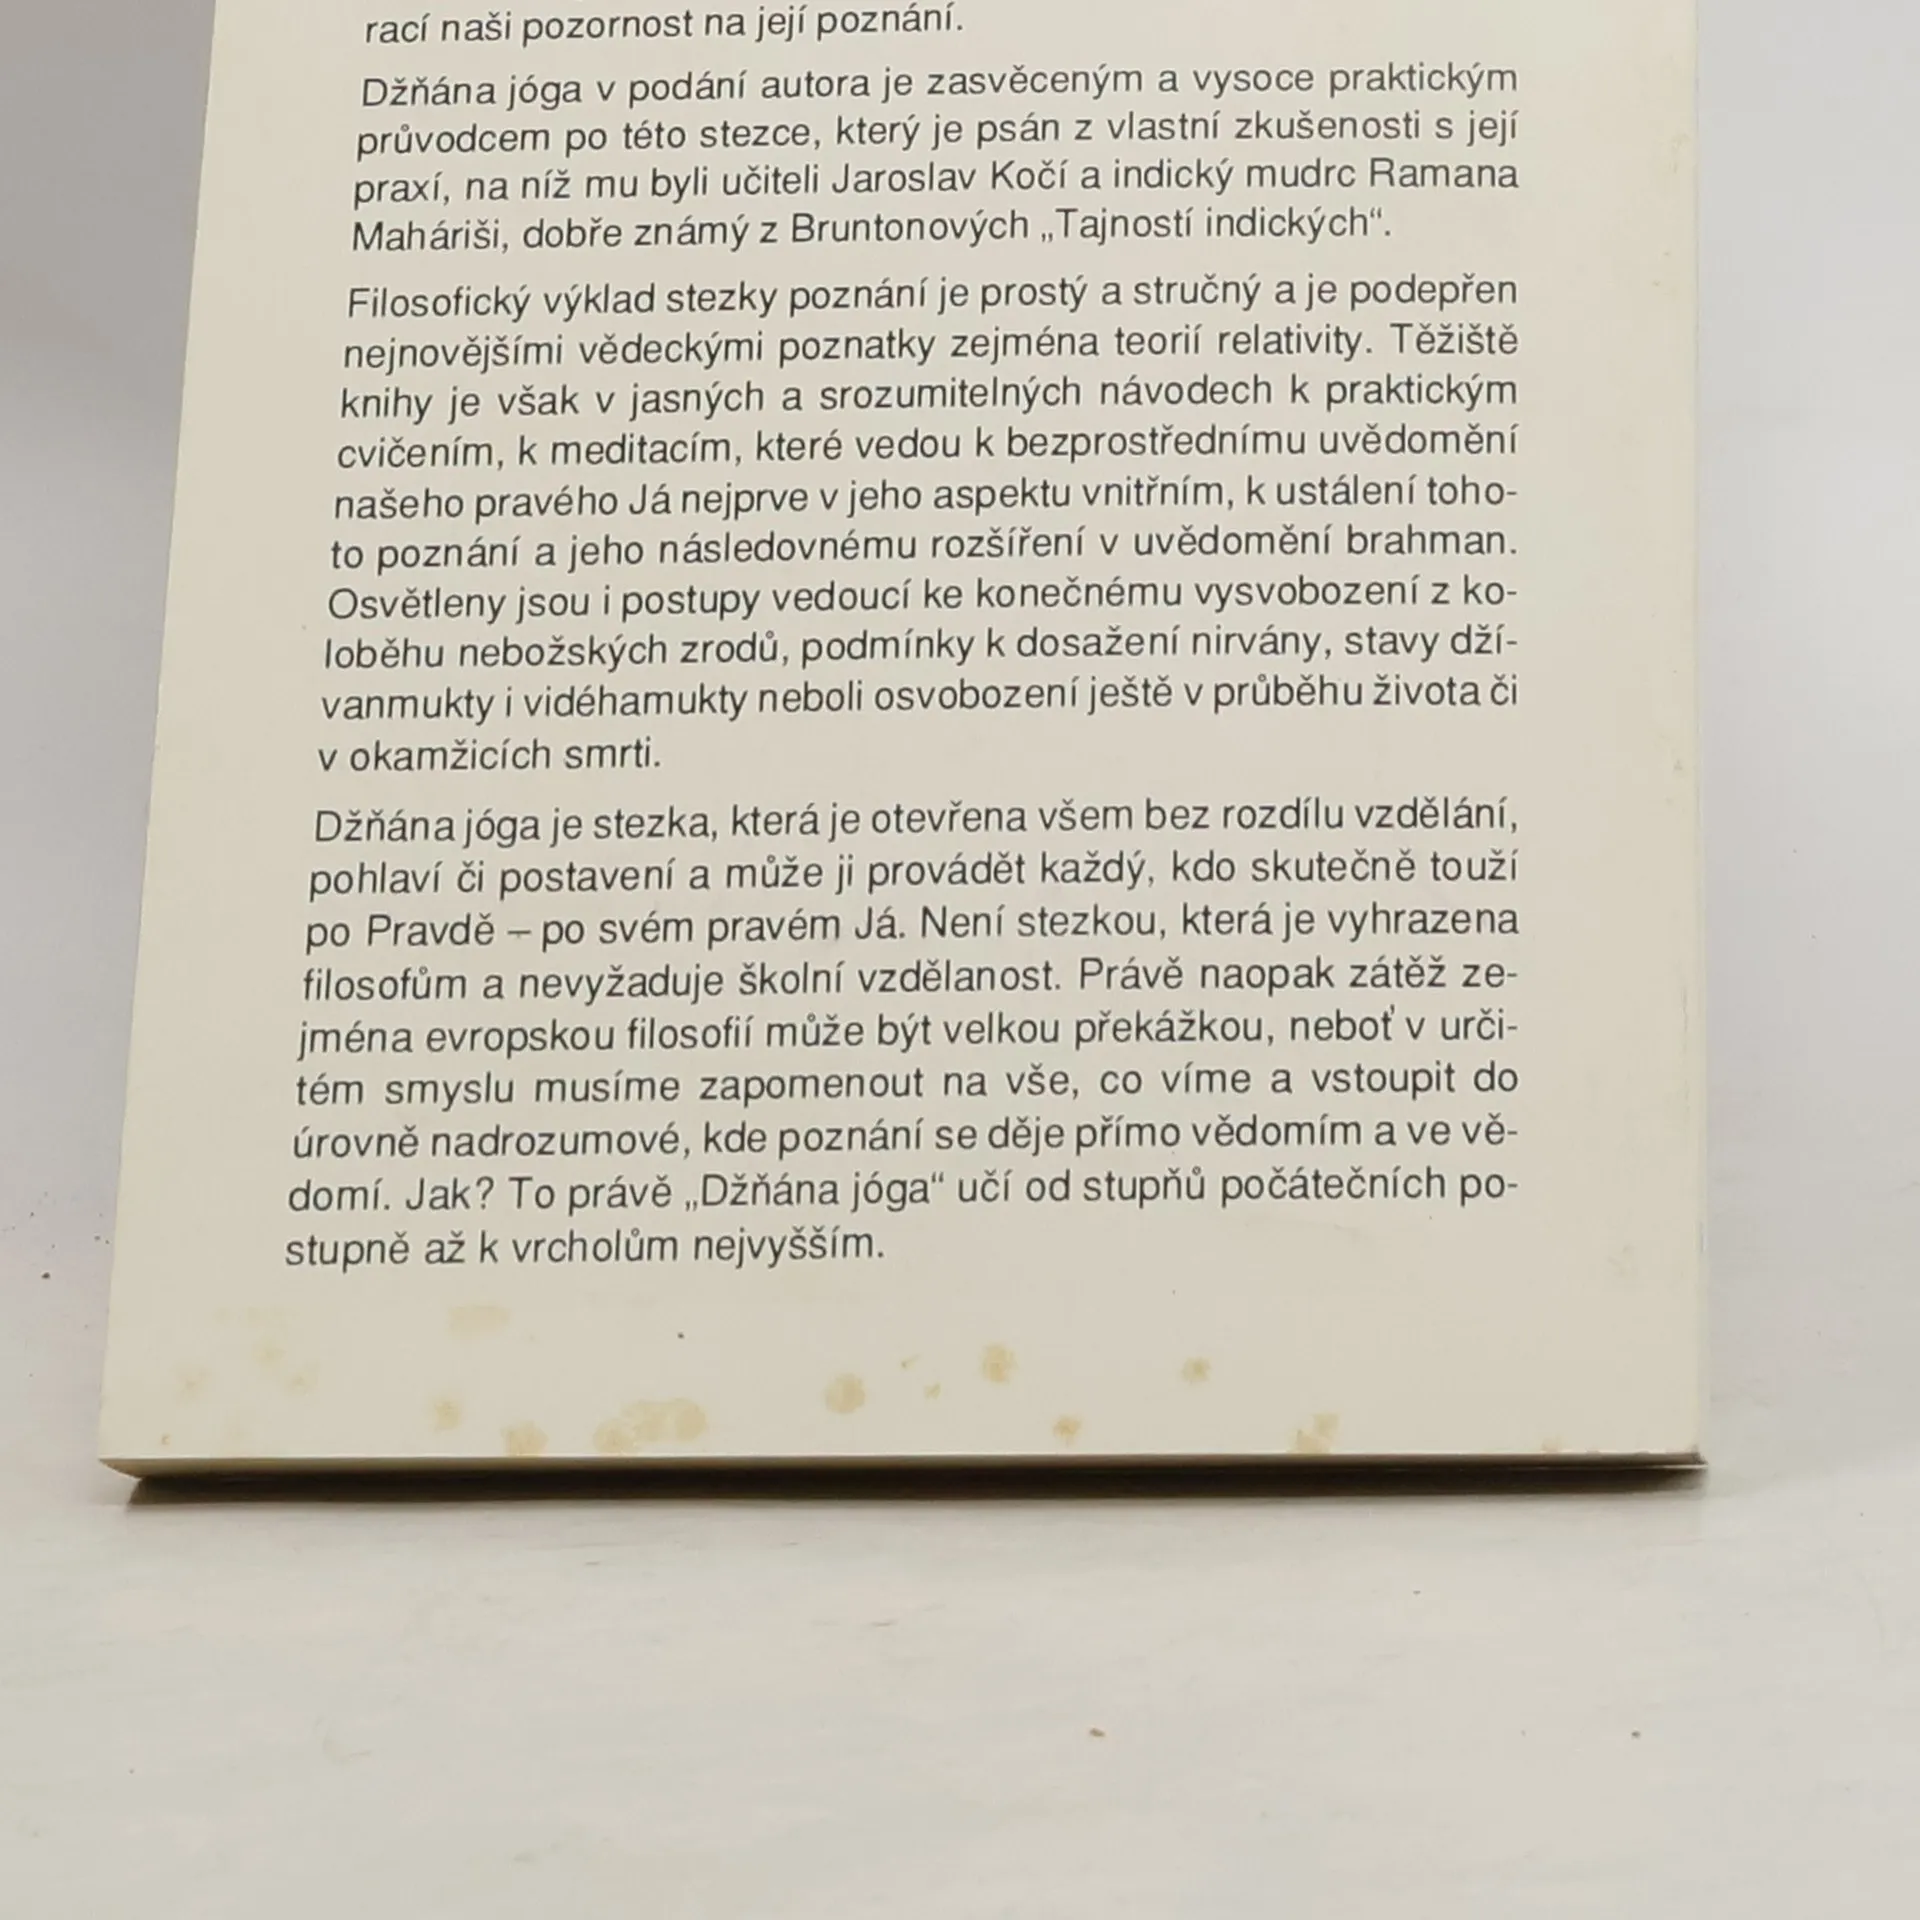 rací naši pozornost na její poznání.
Džňána jóga v podání autora je zasvěceným a vysoce praktickým
průvodcem po této stezce, který je psán z vlastní zkušenosti s její
praxí, na níž mu byli učiteli Jaroslav Kočí a indický mudrc Ramana
Maháriši, dobře známý z Bruntonových „Tajností indických“.
Filosofický výklad stezky poznání je prostý a stručný a je podepřen
nejnovějšími vědeckými poznatky zejména teorií relativity. Těžiště
knihy je však v jasných a srozumitelných návodech k praktickým
cvičením, k meditacím, které vedou k bezprostřednímu uvědomění
našeho pravého Já nejprve v jeho aspektu vnitřním, k ustálení toho-
to poznání a jeho následovnému rozšíření v uvědomění brahman.
Osvětleny jsou i postupy vedoucí ke konečnému vysvobození z ko-
loběhu nebožských zrodů, podmínky k dosažení nirvány, stavy dží-
vanmukty i vidéhamukty neboli osvobození ještě v průběhu života či
v okamžicích smrti.
Džňána jóga je stezka, která je otevřena všem bez rozdílu vzdělání,
pohlaví či postavení a může ji provádět každý, kdo skutečně touží
po Pravdě – po svém pravém Já. Není stezkou, která je vyhrazena
filosofům a nevyžaduje školní vzdělanost. Právě naopak zátěž ze-
jména evropskou filosofií může být velkou překážkou, neboť v urči-
tém smyslu musíme zapomenout na vše, co víme a vstoupit do
úrovně nadrozumové, kde poznání se děje přímo vědomím a ve vě-
domí. Jak? To právě „Džňána jóga“ učí od stupňů počátečních po-
stupně až k vrcholům nejvyšším.